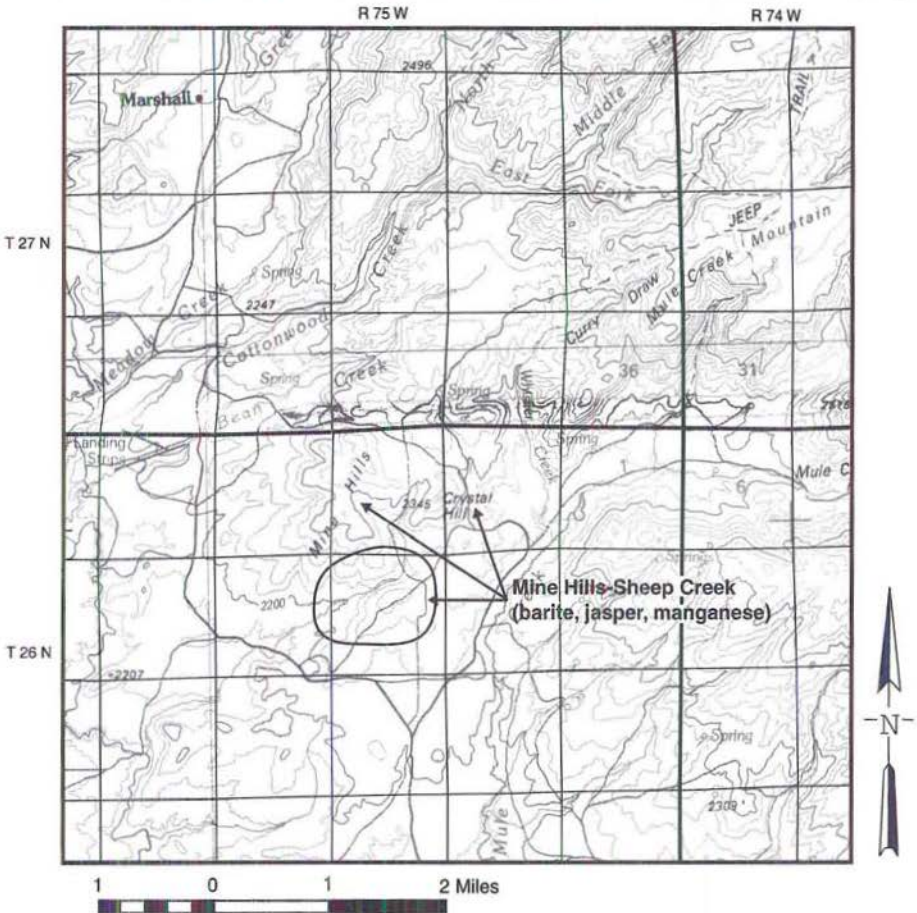 R 75 W
R 74 W
2496
North
Middle
Marshall
TRAIL 4
East
Fork
JEEP
Mule Creek Mountain
T 27 N
Creek
Spring
Meadow Creek
2247
Curry Draw
Cottonwood
Creek
36
31
Spring
Spring
Bean
Landing
Strips
Spring
Creek
1
6
Mule C
Mine Hills
2345
Crystal
Hill
Springs
Mine Hills-Sheep Creek
(barite, jasper, manganese)
2200
T 26 N
2207
N
Spring
2309
Mule
1 0 1 2 Miles